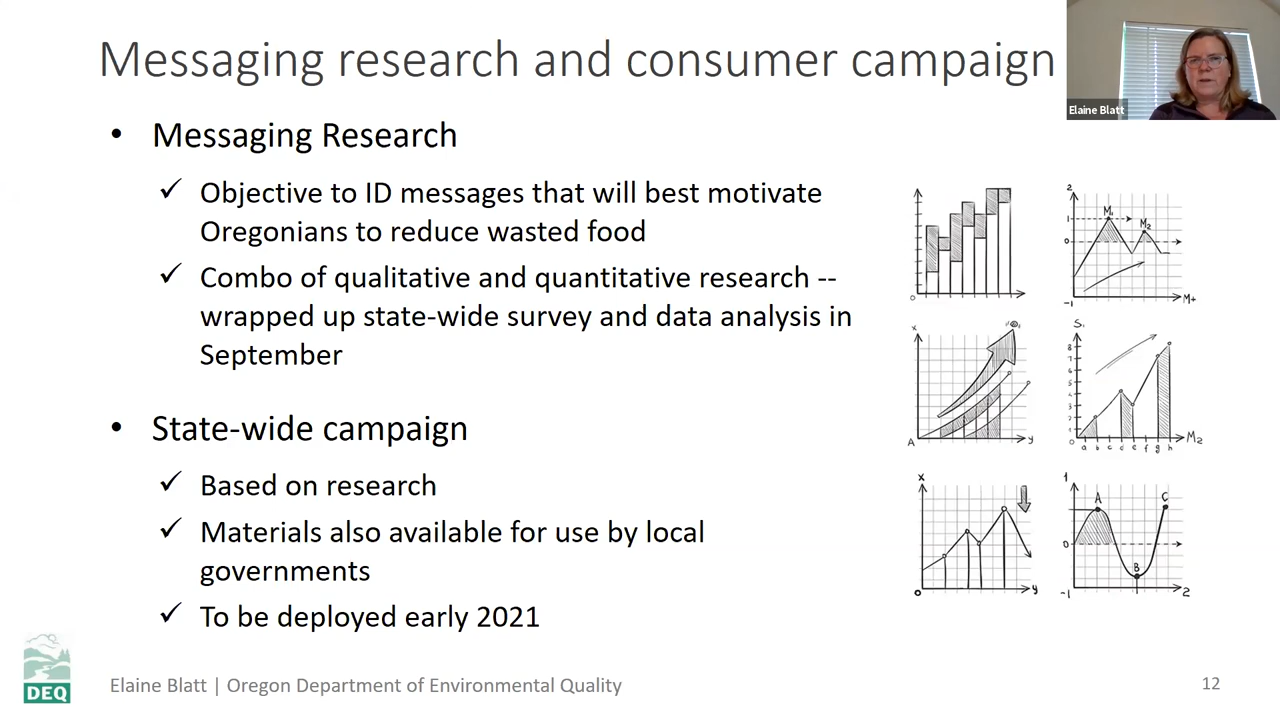 Messaging research and consumer campaign
Elaine Blatt
• Messaging Research
✓ Objective to ID messages that will best motivate
Oregonians to reduce wasted food
✓ Combo of qualitative and quantitative research --
wrapped up state-wide survey and data analysis in
September
• State-wide campaign
✓ Based on research
✓ Materials also available for use by local
governments
✓ To be deployed early 2021
DEQ
Elaine Blatt | Oregon Department of Environmental Quality
12